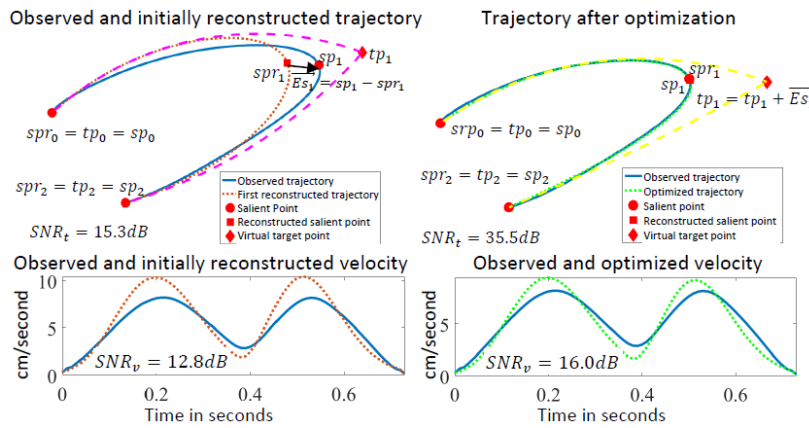 Observed and initially reconstructed trajectory
tp₁
sp₁
spr₁
Es₁ = sp₁ − spr₁
spr₀ = tp₀ = sp₀
spr₂ = tp₂ = sp₂
SNRₜ = 15.3dB
Observed trajectory
First reconstructed trajectory
Salient Point
Reconstructed salient point
Virtual target point
Trajectory after optimization
spr₁
sp₁
tp₁ = tp₁ + Es
srp₀ = tp₀ = sp₀
spr₂ = tp₂ = sp₂
SNRₜ = 35.5dB
Observed trajectory
Optimized trajectory
Salient Point
Reconstructed salient point
Virtual target point
Observed and initially reconstructed velocity
10
5
0
cm/second
SNRᵥ = 12.8dB
0 0.2 0.4 0.6
Time in seconds
Observed and optimized velocity
5
cm/second
SNRᵥ = 16.0dB
0 0.2 0.4 0.6
Time in seconds